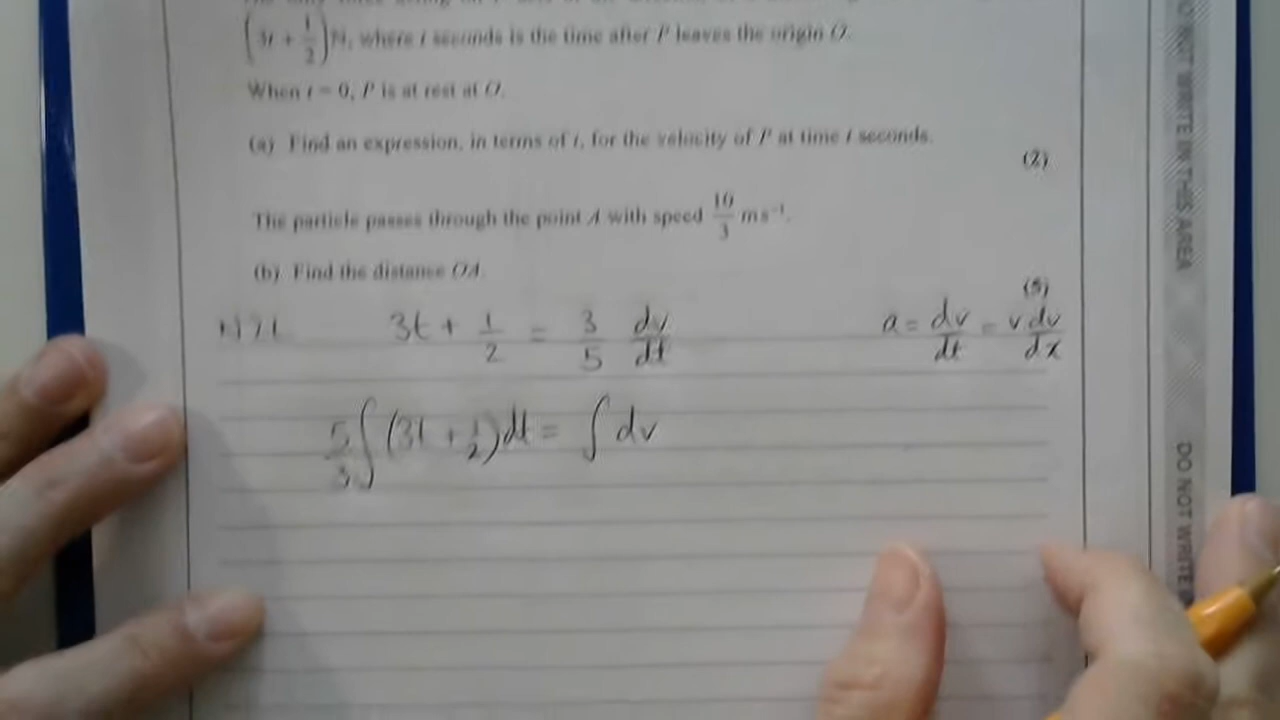 (3t + 1/2) N, where t seconds is the time after P leaves the origin O.
When t = 0, P is at rest at O.
(a) Find an expression, in terms of t, for the velocity of P at time t seconds.
(2)
The particle passes through the point A with speed 10/3 m s⁻¹.
(b) Find the distance OA.
(5)
3t + 1/2 = 3/5 dv/dt
a = dv/dt = v dv/dx
5/3 ∫ (3t + 1/2) dt = ∫ dv
DO NOT WRITE IN THIS AREA
DO NOT WRITE